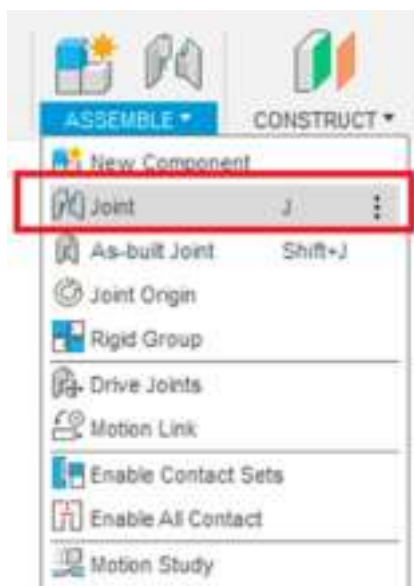 ASSEMBLE ▾ CONSTRUCT ▾
New Component
Joint J
As-built Joint Shift+J
Joint Origin
Rigid Group
Drive Joints
Motion Link
Enable Contact Sets
Enable All Contact
Motion Study